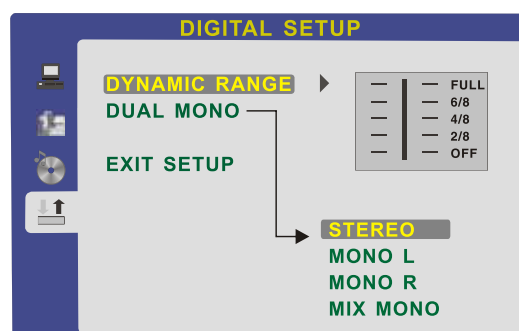 DIGITAL SETUP
DYNAMIC RANGE
DUAL MONO
EXIT SETUP
FULL
6/8
4/8
2/8
OFF
STEREO
MONO L
MONO R
MIX MONO